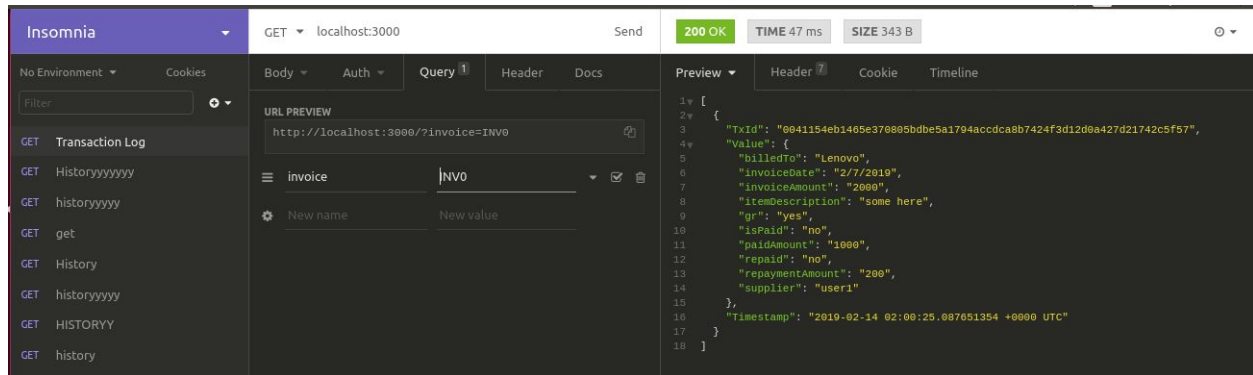 Insomnia
GET localhost:3000 Send
200 OK TIME 47 ms SIZE 343 B
No Environment Cookies
Filter
GET Transaction Log
GET Historyyyyyyy
GET historyyyyy
GET get
GET History
GET historyyyyy
GET HISTORYY
GET history
Body Auth Query 1 Header Docs
URL PREVIEW
http://localhost:3000/?invoice=INV0
invoice INV0
New name New value
Preview Header 7 Cookie Timeline
1 [
2 {
3 "TxId": "0041154eb1465e370805bdbe5a1794accdca8b7424f3d12d0a427d21742c5f57",
4 "Value": {
5 "billedTo": "Lenovo",
6 "invoiceDate": "2/7/2019",
7 "invoiceAmount": "2000",
8 "itemDescription": "some here",
9 "gr": "yes",
10 "isPaid": "no",
11 "paidAmount": "1000",
12 "repaid": "no",
13 "repaymentAmount": "200",
14 "supplier": "user1"
15 },
16 "Timestamp": "2019-02-14 02:00:25.087651354 +0000 UTC"
17 }
18 ]